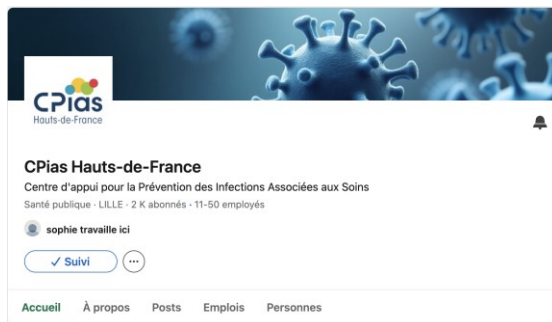 CPias
Hauts-de-France
CPias Hauts-de-France
Centre d'appui pour la Prévention des Infections Associées aux Soins
Santé publique · LILLE · 2 K abonnés · 11-50 employés
sophie travaille ici
✓ Suivi ...
Accueil À propos Posts Emplois Personnes